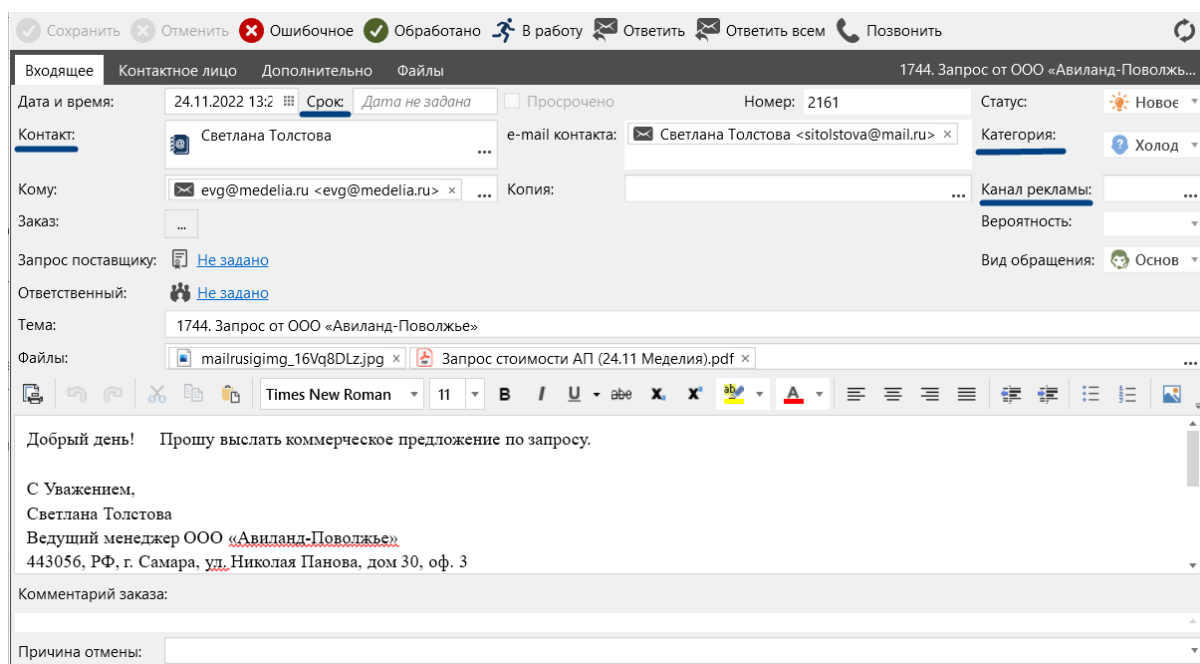 Сохранить Отменить Ошибочное Обработано В работу Ответить Ответить всем Позвонить
Входящее Контактное лицо Дополнительно Файлы 1744. Запрос от ООО «Авиланд-Поволжь...
Дата и время: 24.11.2022 13:2 Срок: Дата не задана Просрочено Номер: 2161 Статус: Новое
Контакт: Светлана Толстова ... e-mail контакта: Светлана Толстова <sitolstova@mail.ru> × Категория: Холод
Кому: evg@medelia.ru <evg@medelia.ru> × ... Копия: ... Канал рекламы: ...
Заказ: ... Вероятность:
Запрос поставщику: Не задано Вид обращения: Основ
Ответственный: Не задано
Тема: 1744. Запрос от ООО «Авиланд-Поволжье»
Файлы: mailrusigimg_16Vq8DLz.jpg × Запрос стоимости АП (24.11 Меделия).pdf × ...
Times New Roman 11 B I U abc X, X' ab A
Добрый день! Прошу выслать коммерческое предложение по запросу.
С Уважением,
Светлана Толстова
Ведущий менеджер ООО «Авиланд-Поволжье»
443056, РФ, г. Самара, ул. Николая Панова, дом 30, оф. 3
Комментарий заказа:
Причина отмены: